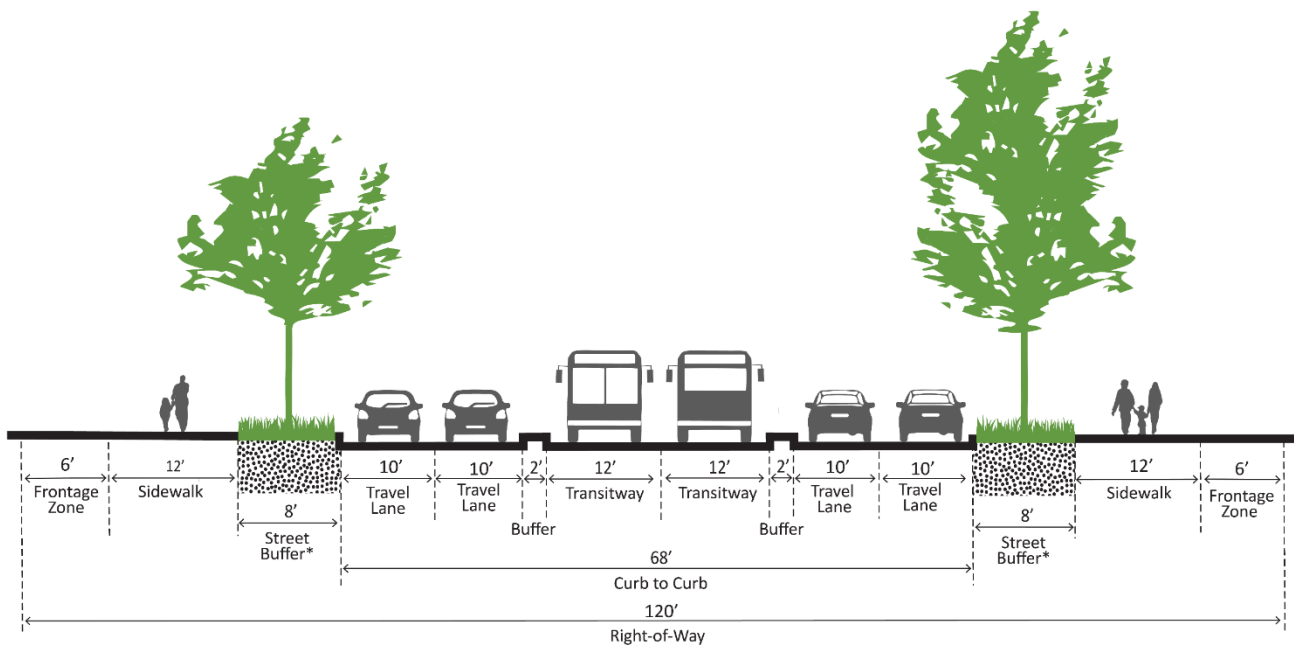 6’ 12’ 10’ 10’ 2’ 12’ 12’ 2’ 10’ 10’ 12’ 6’
Frontage
Zone
Sidewalk
8’
Street
Buffer*
Travel
Lane
Travel
Lane
Buffer
Transitway
Transitway
Buffer
Travel
Lane
Travel
Lane
8’
Street
Buffer*
Sidewalk
Frontage
Zone
68’
Curb to Curb
120’
Right-of-Way